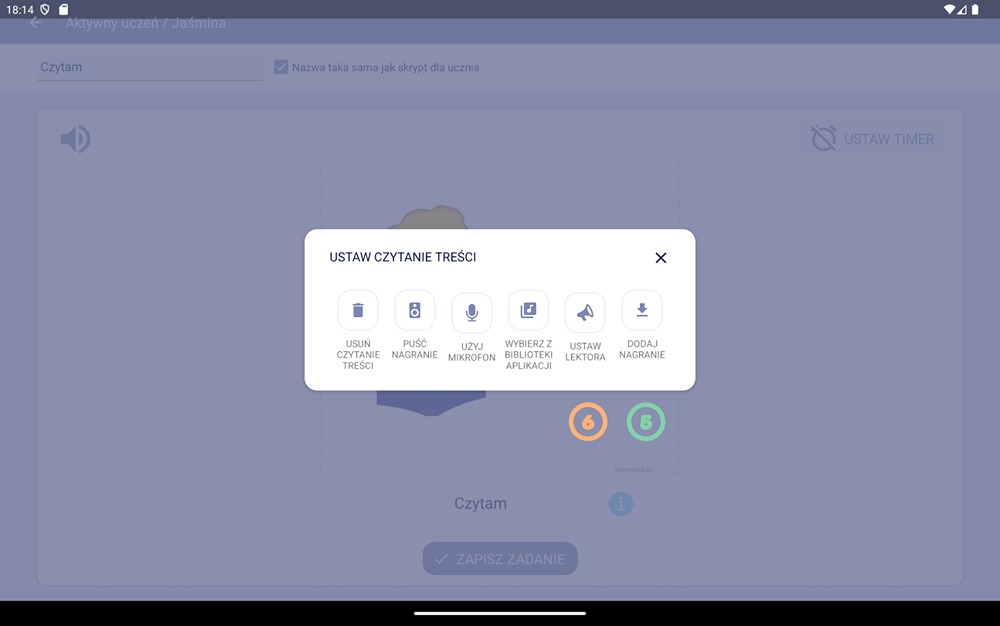 18:14
Aktywny uczeń / Jaśmina
Czytam
Nazwa taka sama jak skrypt dla ucznia
USTAW TIMER
USTAW CZYTANIE TREŚCI
USUŃ CZYTANIE TREŚCI
PUŚĆ NAGRANIE
UŻYJ MIKROFON
WYBIERZ Z BIBLIOTEKI APLIKACJI
USTAW LEKTORA
DODAJ NAGRANIE
6
5
Czytam
i
ZAPISZ ZADANIE